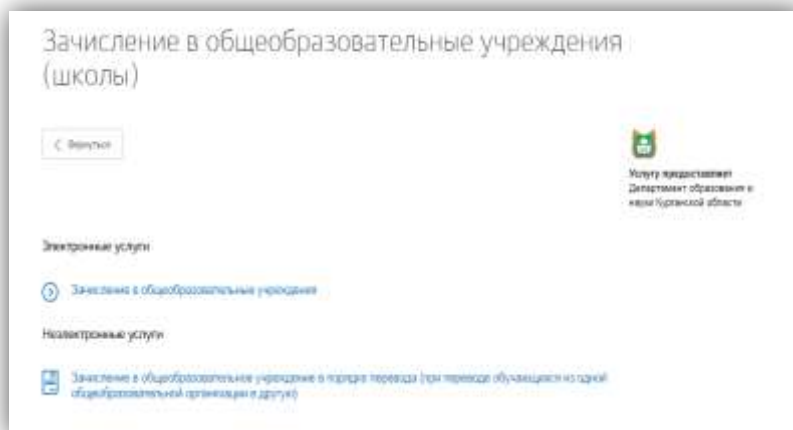 Зачисление в общеобразовательные учреждения
(школы)
Вернуться
Услугу предоставляет
Департамент образования и
науки Курганской области
Электронные услуги
Зачисление в общеобразовательные учреждения
Неэлектронные услуги
Зачисление в общеобразовательное учреждение в порядке перевода (при переводе обучающихся из одной
общеобразовательной организации в другую)